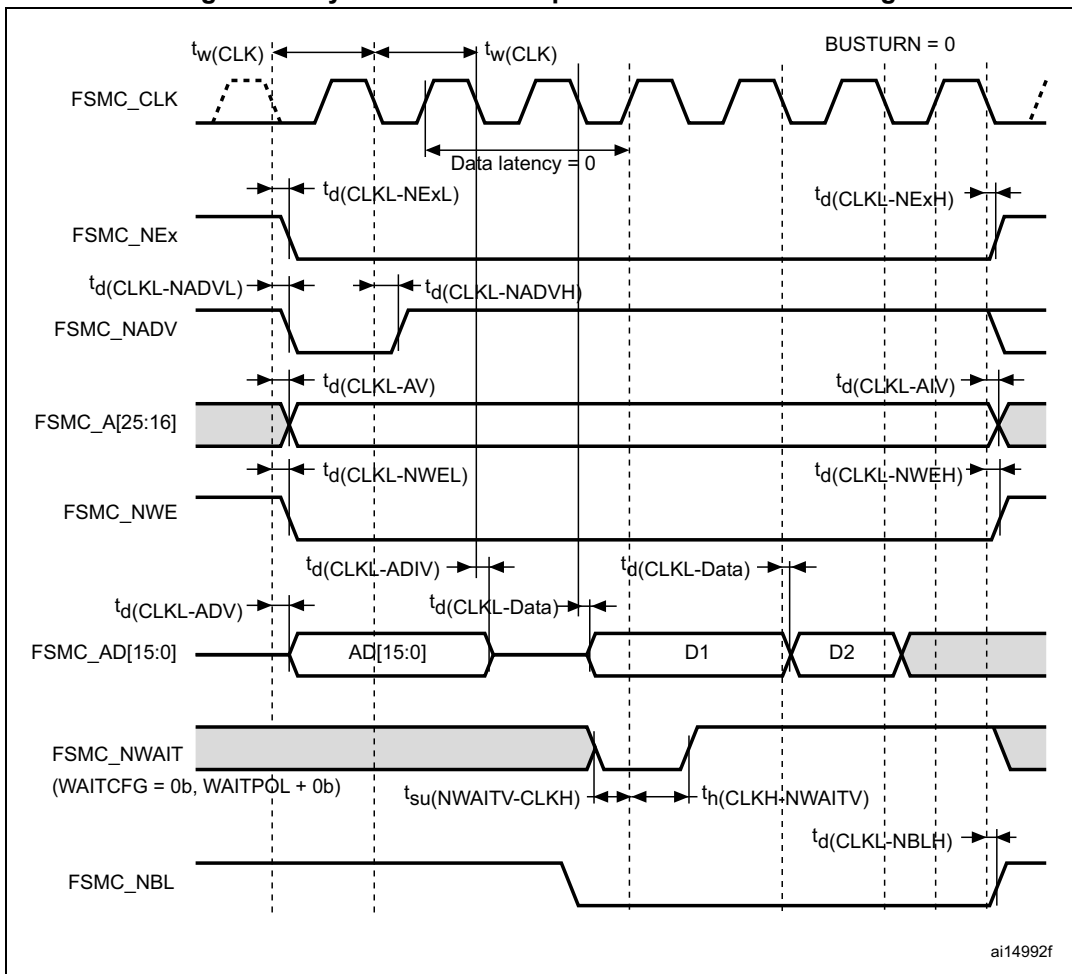 tw(CLK)
tw(CLK)
BUSTURN = 0
FSMC_CLK
Data latency = 0
td(CLKL-NExL)
td(CLKL-NExH)
FSMC_NEx
td(CLKL-NADVL)
td(CLKL-NADVH)
FSMC_NADV
td(CLKL-AV)
td(CLKL-AIV)
FSMC_A[25:16]
td(CLKL-NWEL)
td(CLKL-NWEH)
FSMC_NWE
td(CLKL-ADIV)
td(CLKL-Data)
td(CLKL-ADV)
td(CLKL-Data)
FSMC_AD[15:0]
AD[15:0]
D1
D2
FSMC_NWAIT
(WAITCFG = 0b, WAITPOL + 0b)
tsu(NWAITV-CLKH)
th(CLKH-NWAITV)
td(CLKL-NBLH)
FSMC_NBL
ai14992f